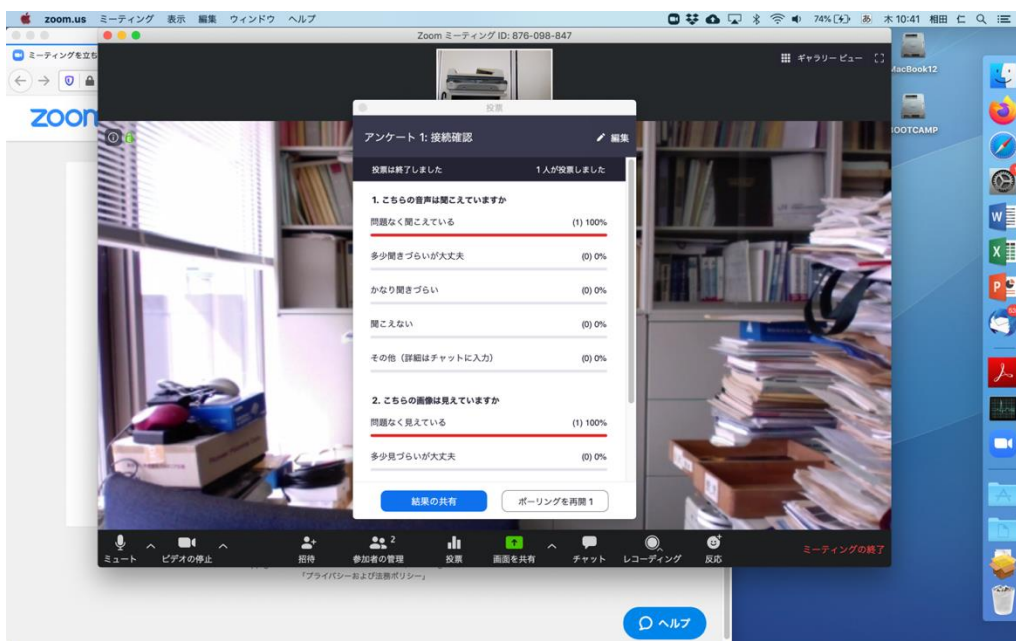 zoom.us ミーティング 表示 編集 ウィンドウ ヘルプ
74% あ 木 10:41 相田 仁
Zoom ミーティング ID: 876-098-847
ミーティングを立ち
ギャラリー ビュー
MacBook12
zoom
BOOTCAMP
投票
アンケート 1: 接続確認
編集
投票は終了しました
1 人が投票しました
1. こちらの音声は聞こえていますか
問題なく聞こえている (1) 100%
多少聞きづらいが大丈夫 (0) 0%
かなり聞きづらい (0) 0%
聞こえない (0) 0%
その他（詳細はチャットに入力） (0) 0%
2. こちらの画像は見えていますか
問題なく見えている (1) 100%
多少見づらいが大丈夫 (0) 0%
結果の共有
ポーリングを再開 1
2
ミュート
ビデオの停止
招待
参加者の管理
投票
画面を共有
チャット
レコーディング
反応
ミーティングの終了
「プライバシーおよび法務ポリシー」
ヘルプ